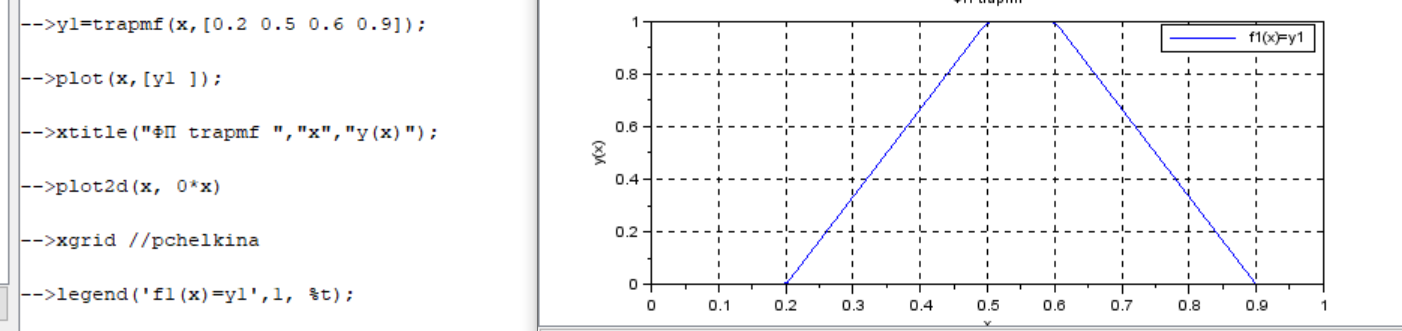 -->y1=trapmf(x,[0.2 0.5 0.6 0.9]);
-->plot(x,[y1 ]);
-->xtitle("ФП trapmf ","x","y(x)");
-->plot2d(x, 0*x)
-->xgrid //pchelkina
-->legend('f1(x)=y1',1, %t);
ФП trapmf
f1(x)=y1
y(x)
1
0.8
0.6
0.4
0.2
0
0 0.1 0.2 0.3 0.4 0.5 0.6 0.7 0.8 0.9 1
x